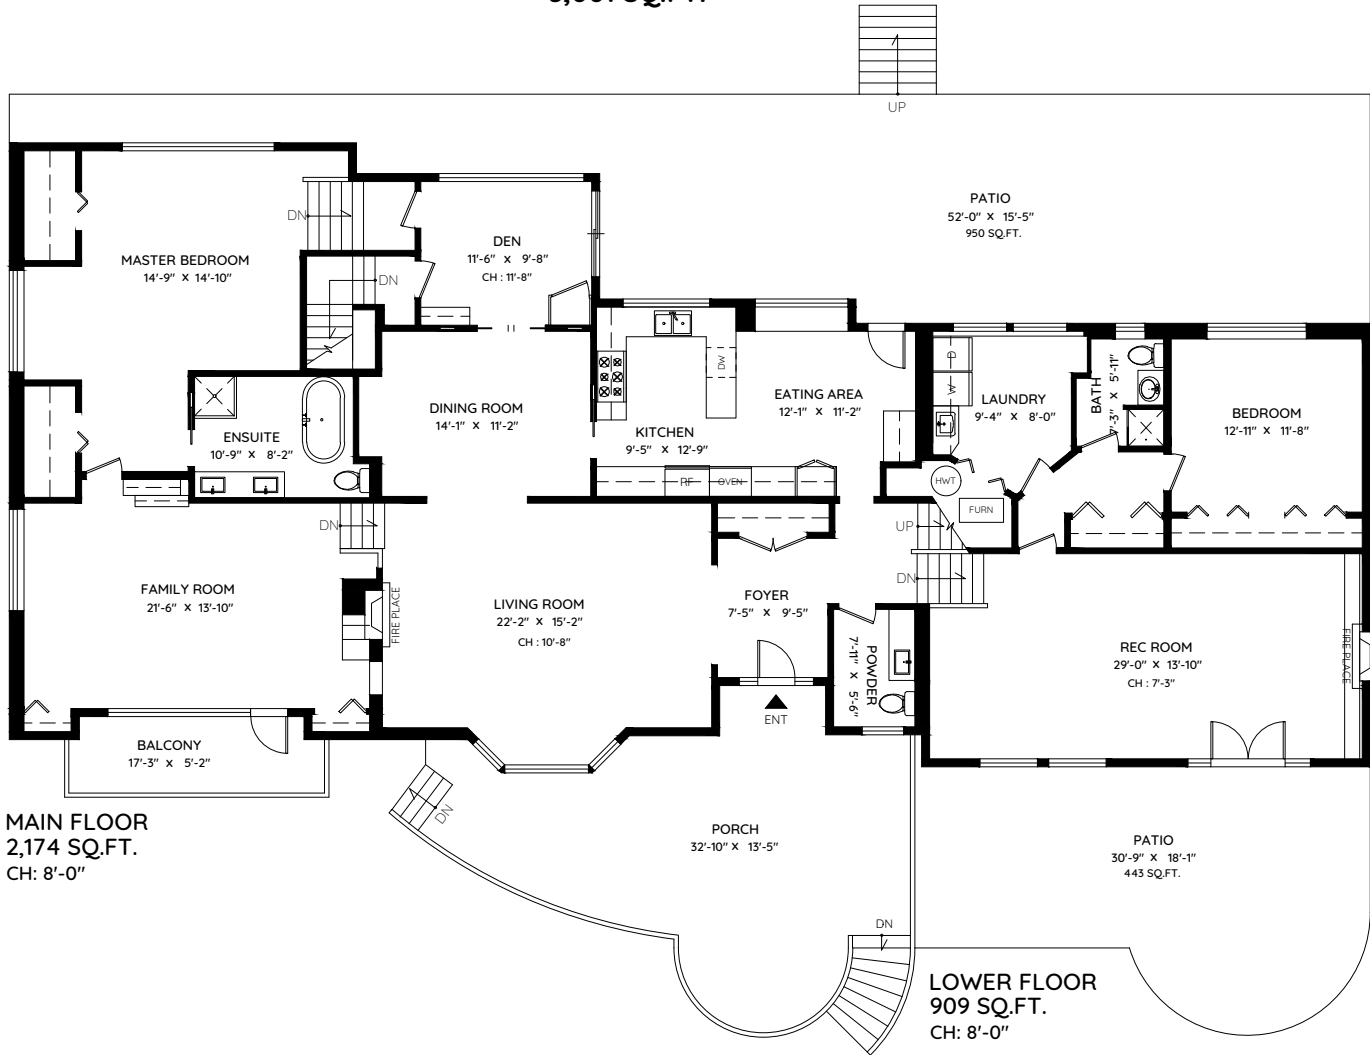 UP
PATIO
52'-0" X 15'-5"
950 SQ.FT.
DN
MASTER BEDROOM
14'-9" X 14'-10"
DEN
11'-6" X 9'-8"
CH : 11'-8"
DN
DINING ROOM
14'-1" X 11'-2"
DW
EATING AREA
12'-1" X 11'-2"
KITCHEN
9'-5" X 12'-9"
RF
OVEN
D
W
LAUNDRY
9'-4" X 8'-0"
BATH
5'-11"
BEDROOM
12'-11" X 11'-8"
ENSUITE
10'-9" X 8'-2"
HWT
FURN
DN
UP
DN
FAMILY ROOM
21'-6" X 13'-10"
FIRE PLACE
LIVING ROOM
22'-2" X 15'-2"
CH : 10'-8"
FOYER
7'-5" X 9'-5"
POWDER
7'-11" X 5'-6"
REC ROOM
29'-0" X 13'-10"
CH : 7'-3"
FIRE PLACE
ENT
BALCONY
17'-3" X 5'-2"
DN
MAIN FLOOR
2,174 SQ.FT.
CH: 8'-0"
PORCH
32'-10" X 13'-5"
PATIO
30'-9" X 18'-1"
443 SQ.FT.
DN
LOWER FLOOR
909 SQ.FT.
CH: 8'-0"